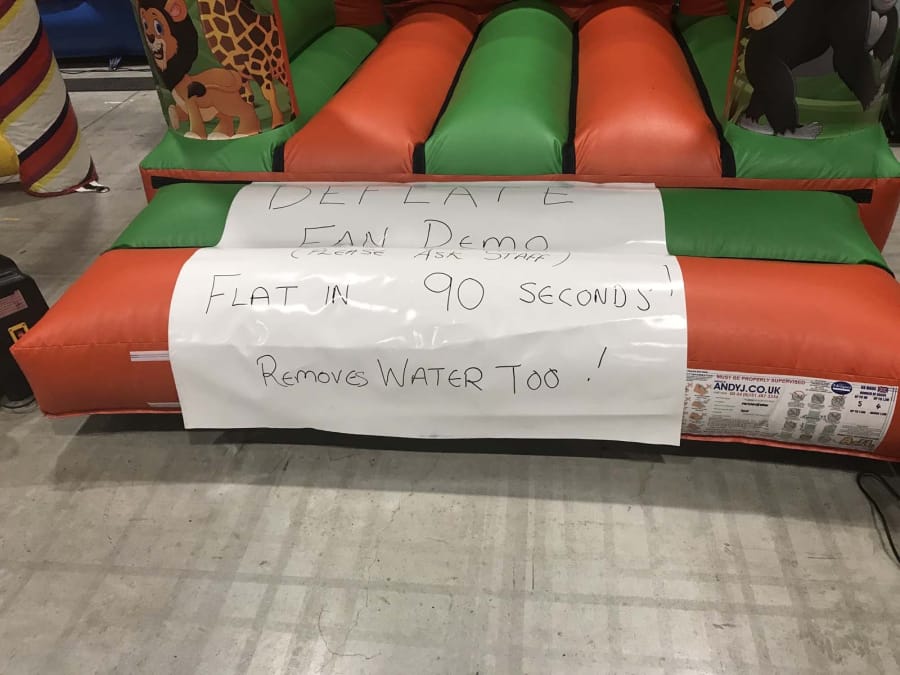 DEFLATE
FAN DEMO
(PLEASE ASK STAFF)
FLAT IN 90 SECONDS!
REMOVES WATER TOO!
MUST BE PROPERLY SUPERVISED
ANDYJ.CO.UK